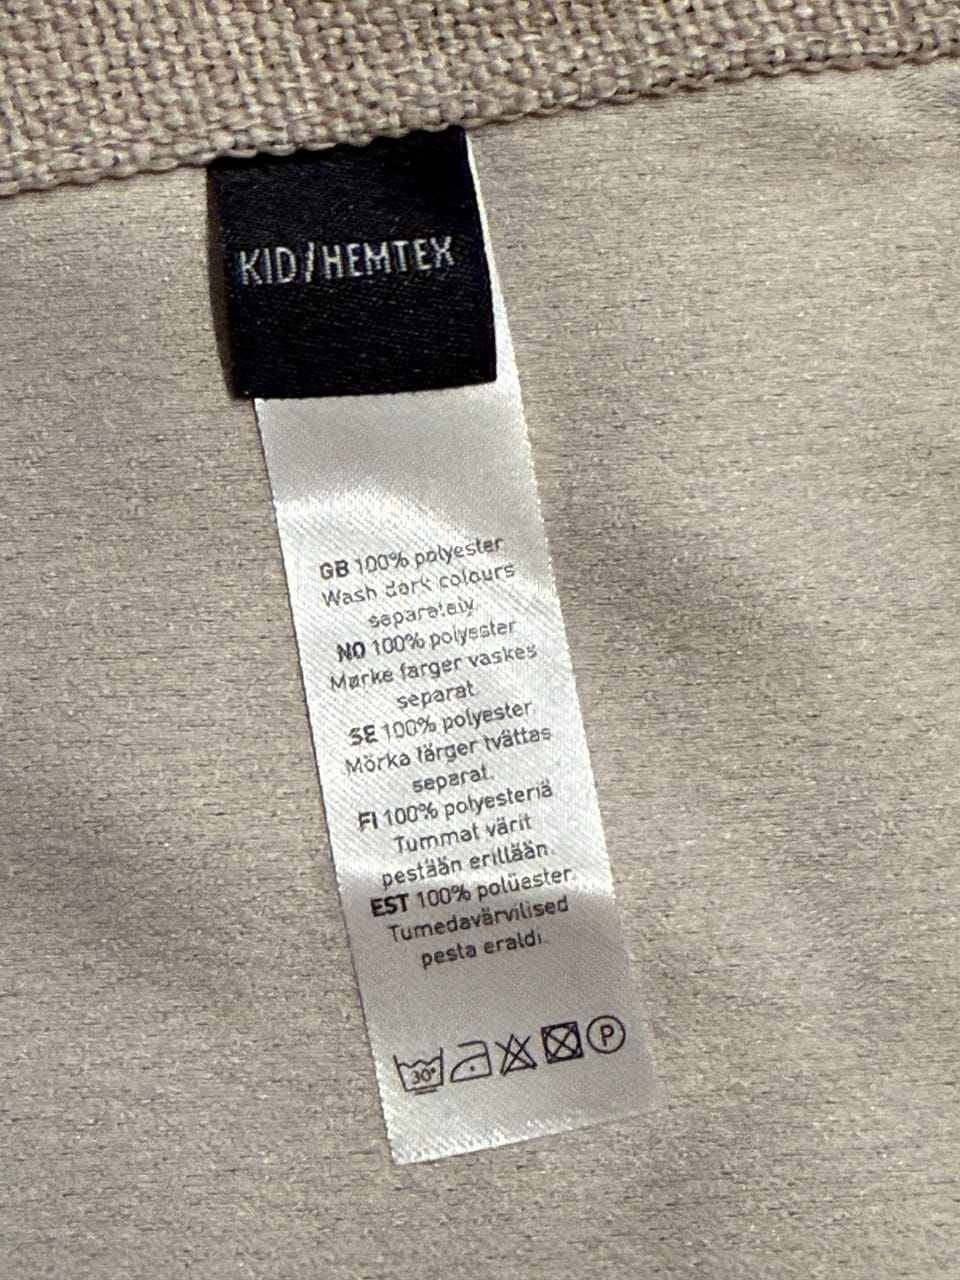 KID/HEMTEX
GB 100% polyester
Wash dark colours
separately.
NO 100% polyester
Mørke farger vaskes
separat.
SE 100% polyester.
Mörka färger tvättas
separat.
FI 100% polyesteriä
Tummat värit
pestään erillään.
EST 100% polüester.
Tumedavärvilised
pesta eraldi.
30° P